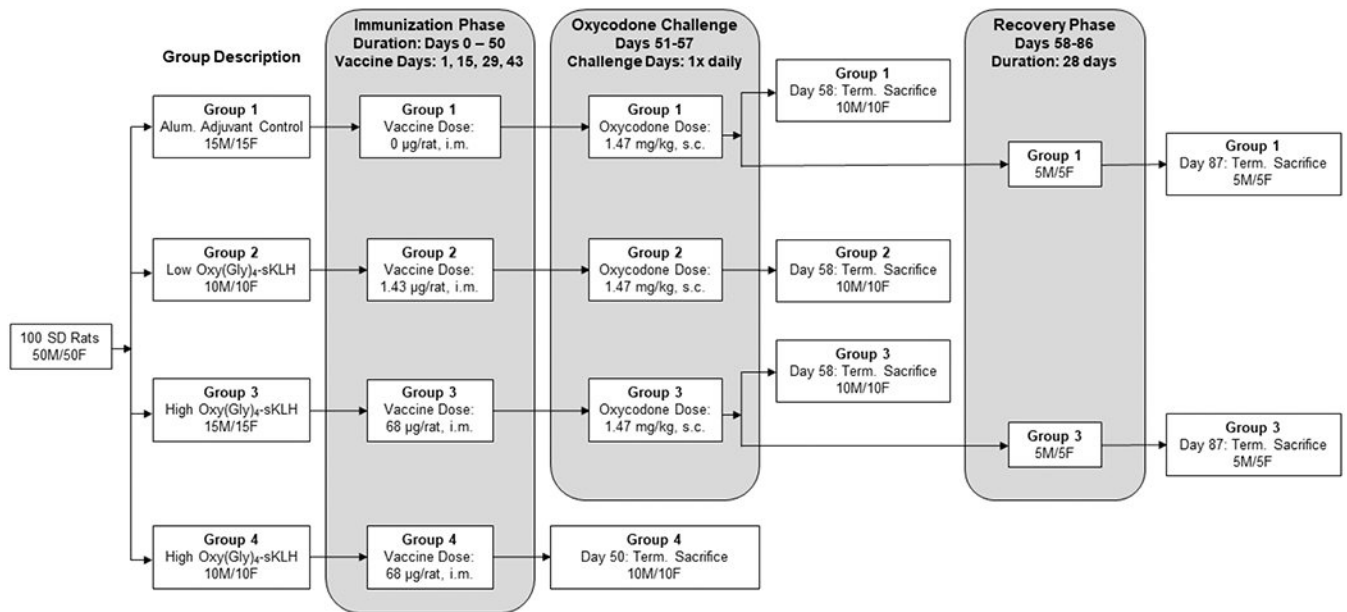 Group Description
Immunization Phase
Duration: Days 0 – 50
Vaccine Days: 1, 15, 29, 43
Oxycodone Challenge
Days 51-57
Challenge Days: 1x daily
Recovery Phase
Days 58-86
Duration: 28 days
100 SD Rats
50M/50F
Group 1
Alum. Adjuvant Control
15M/15F
Group 1
Vaccine Dose:
0 µg/rat, i.m.
Group 1
Oxycodone Dose:
1.47 mg/kg, s.c.
Group 1
Day 58: Term. Sacrifice
10M/10F
Group 1
5M/5F
Group 1
Day 87: Term. Sacrifice
5M/5F
Group 2
Low Oxy(Gly)₄-sKLH
10M/10F
Group 2
Vaccine Dose:
1.43 µg/rat, i.m.
Group 2
Oxycodone Dose:
1.47 mg/kg, s.c.
Group 2
Day 58: Term. Sacrifice
10M/10F
Group 3
High Oxy(Gly)₄-sKLH
15M/15F
Group 3
Vaccine Dose:
68 µg/rat, i.m.
Group 3
Oxycodone Dose:
1.47 mg/kg, s.c.
Group 3
Day 58: Term. Sacrifice
10M/10F
Group 3
5M/5F
Group 3
Day 87: Term. Sacrifice
5M/5F
Group 4
High Oxy(Gly)₄-sKLH
10M/10F
Group 4
Vaccine Dose:
68 µg/rat, i.m.
Group 4
Day 50: Term. Sacrifice
10M/10F